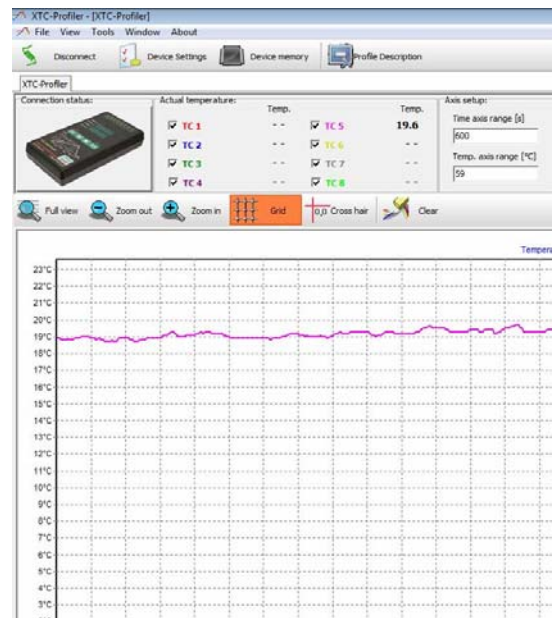 XTC-Profiler - [XTC-Profiler]
File View Tools Window About
Disconnect Device Settings Device memory Profile Description
XTC-Profiler
Connection status: Actual temperature: Axis setup:
Temp. Temp. Time axis range [s]
TC 1 - - TC 5 19.6 600
TC 2 - - TC 6 - -
TC 3 - - TC 7 - - Temp. axis range [°C]
TC 4 - - TC 8 - - 59
Full view Zoom out Zoom in Grid 0,0 Cross hair Clear
Tempera
23°C
22°C
21°C
20°C
19°C
18°C
17°C
16°C
15°C
14°C
13°C
12°C
11°C
10°C
9°C
8°C
7°C
6°C
5°C
4°C
3°C